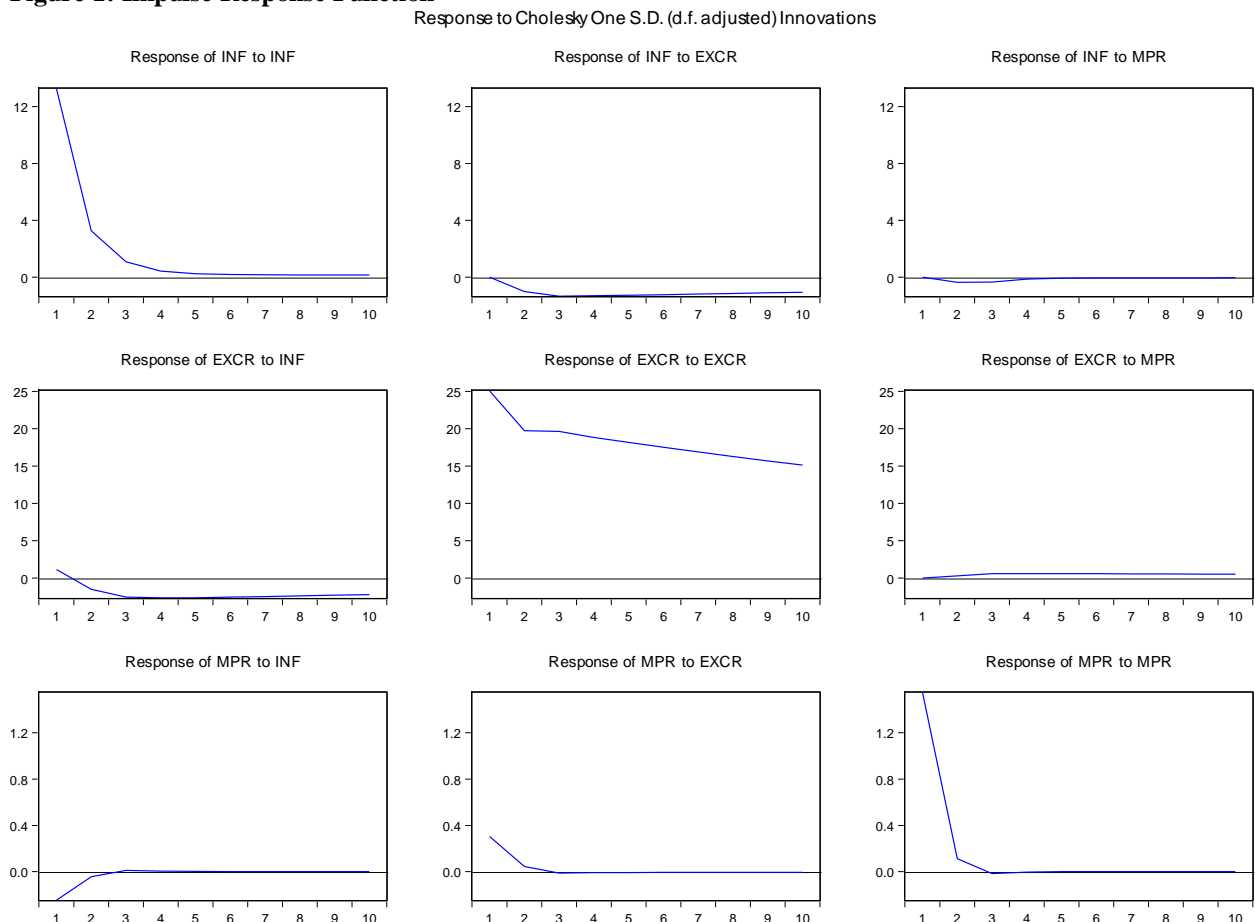 Figure 1: Impulse Response Function
Response to Cholesky One S.D. (d.f. adjusted) Innovations
Response of INF to INF
Response of INF to EXCR
Response of INF to MPR
12
8
4
0
1 2 3 4 5 6 7 8 9 10
12
8
4
0
1 2 3 4 5 6 7 8 9 10
12
8
4
0
1 2 3 4 5 6 7 8 9 10
Response of EXCR to INF
Response of EXCR to EXCR
Response of EXCR to MPR
25
20
15
10
5
0
1 2 3 4 5 6 7 8 9 10
25
20
15
10
5
0
1 2 3 4 5 6 7 8 9 10
25
20
15
10
5
0
1 2 3 4 5 6 7 8 9 10
Response of MPR to INF
Response of MPR to EXCR
Response of MPR to MPR
1.2
0.8
0.4
0.0
1 2 3 4 5 6 7 8 9 10
1.2
0.8
0.4
0.0
1 2 3 4 5 6 7 8 9 10
1.2
0.8
0.4
0.0
1 2 3 4 5 6 7 8 9 10